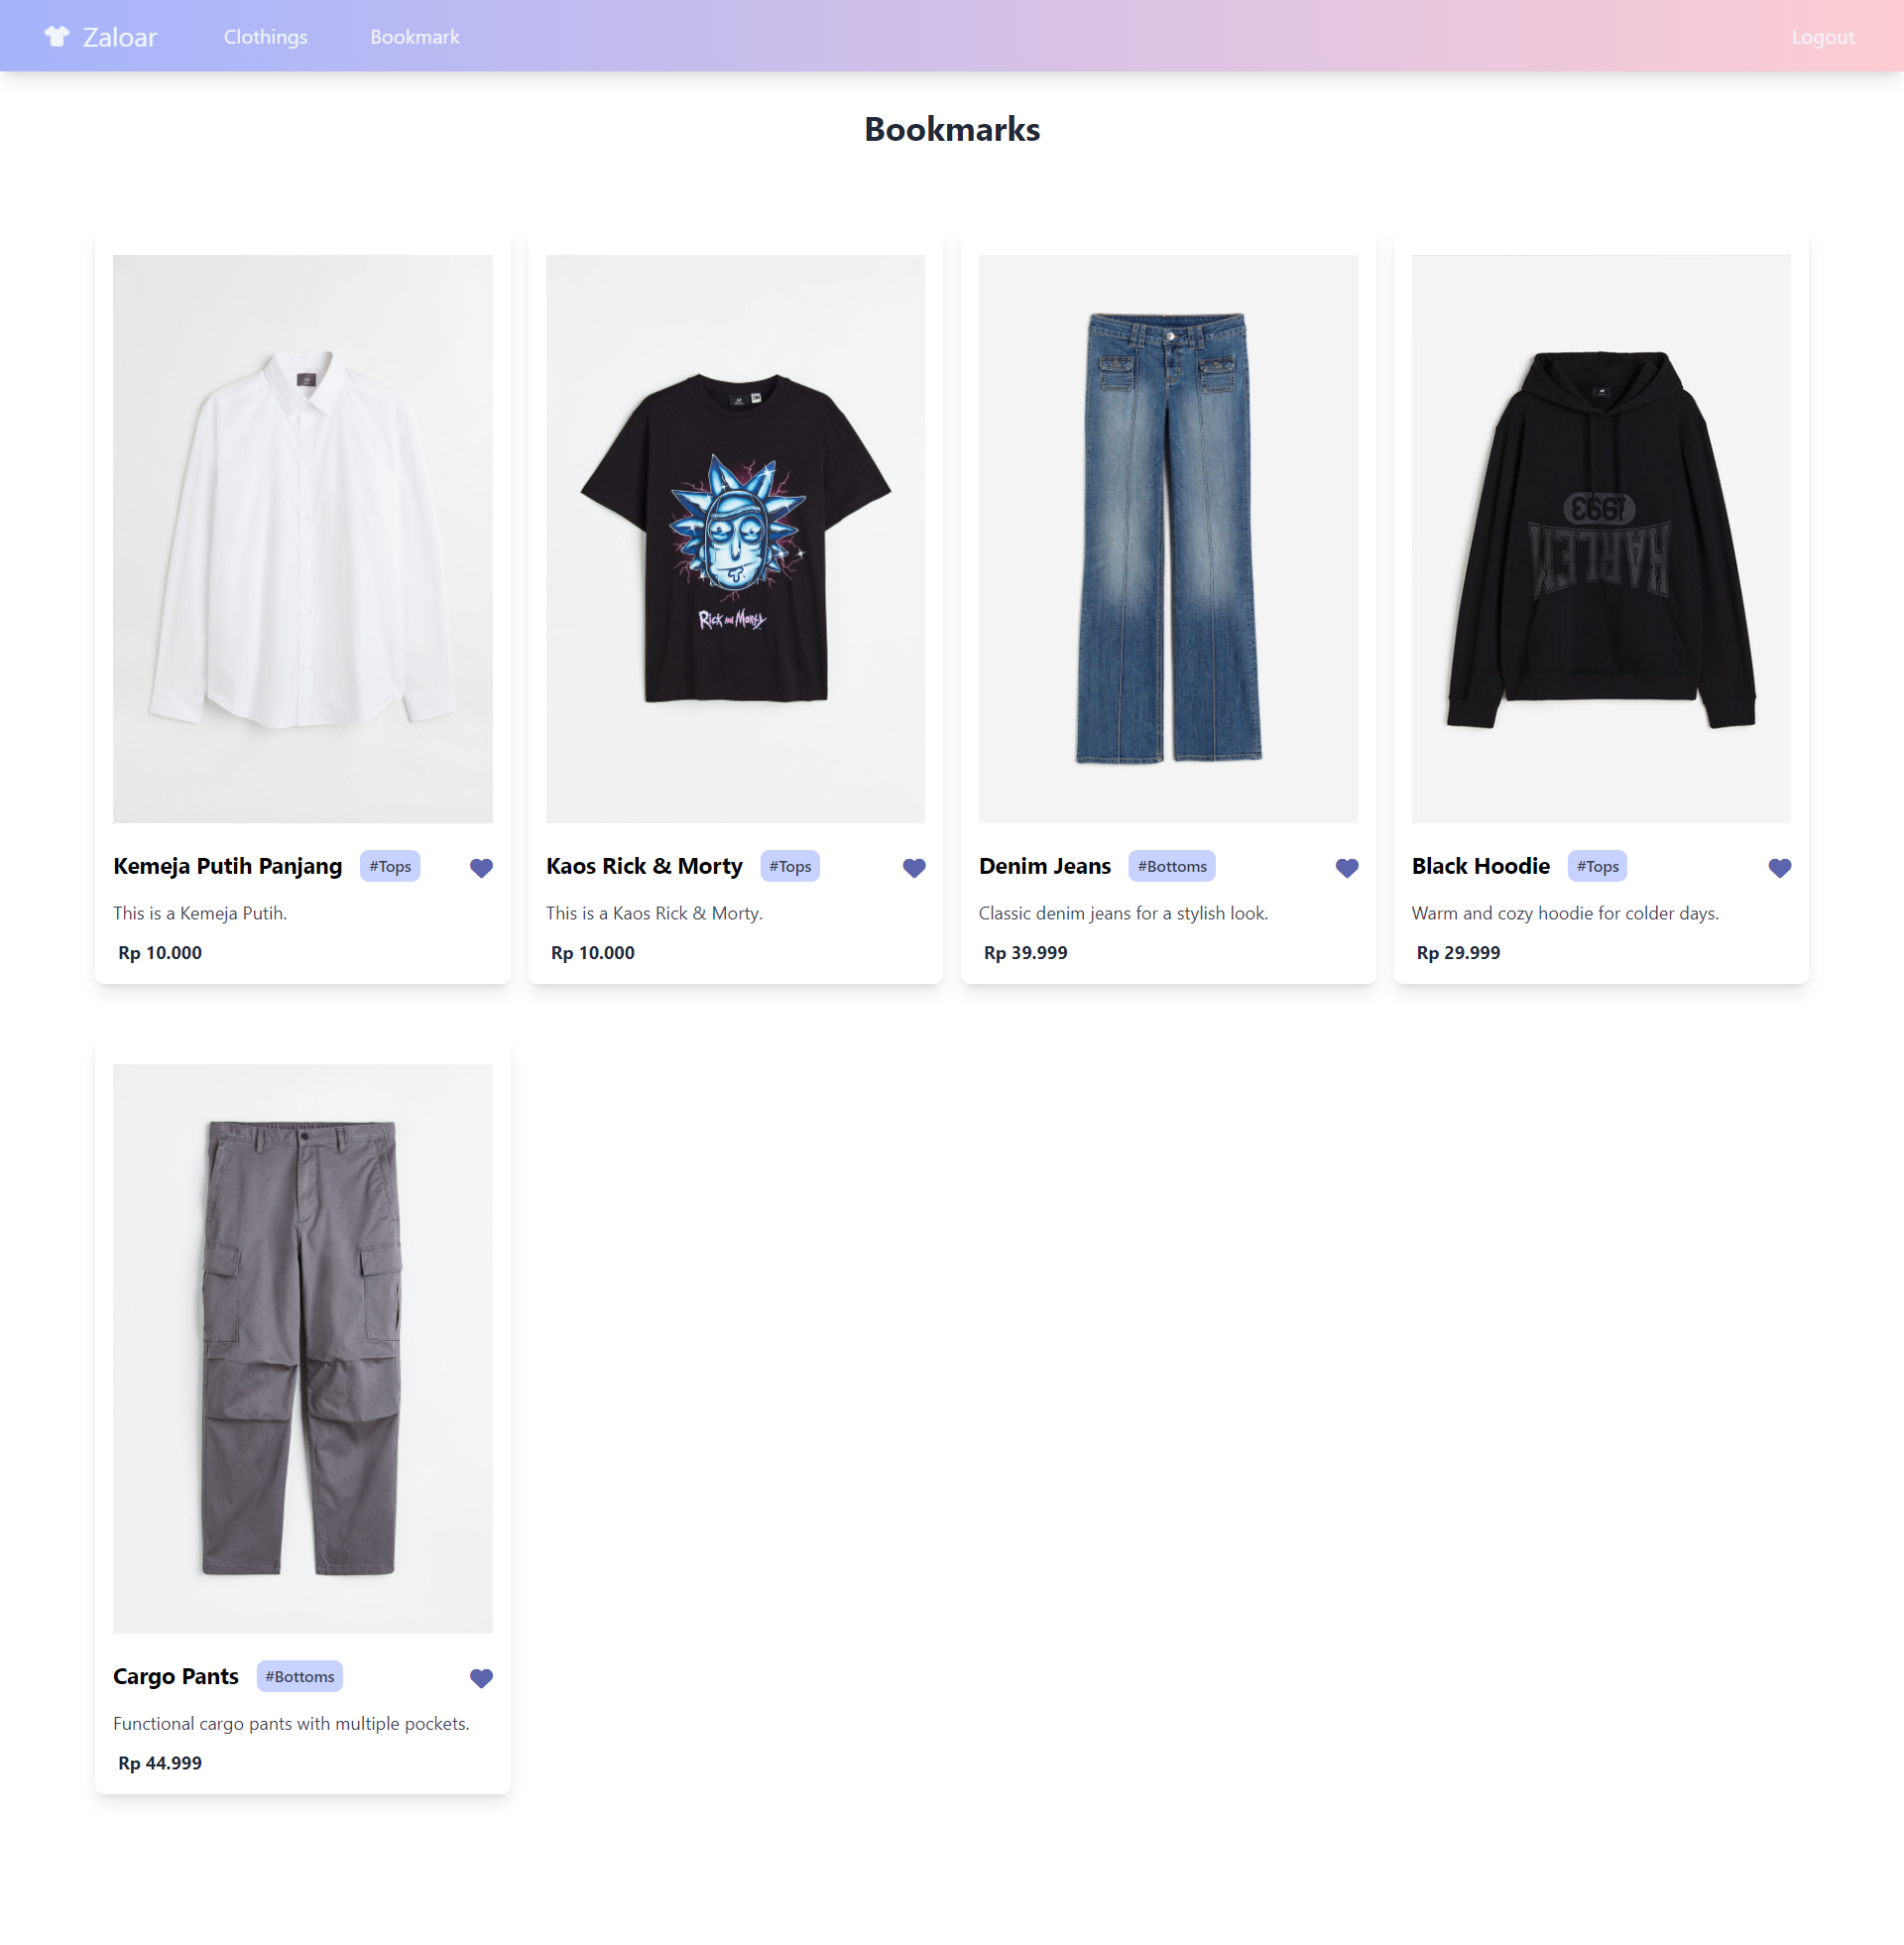 Zaloar Clothings Bookmark Logout
Bookmarks
Rick and Morty
1993
HARLEM
Kemeja Putih Panjang #Tops
This is a Kemeja Putih.
Rp 10.000
Kaos Rick & Morty #Tops
This is a Kaos Rick & Morty.
Rp 10.000
Denim Jeans #Bottoms
Classic denim jeans for a stylish look.
Rp 39.999
Black Hoodie #Tops
Warm and cozy hoodie for colder days.
Rp 29.999
Cargo Pants #Bottoms
Functional cargo pants with multiple pockets.
Rp 44.999